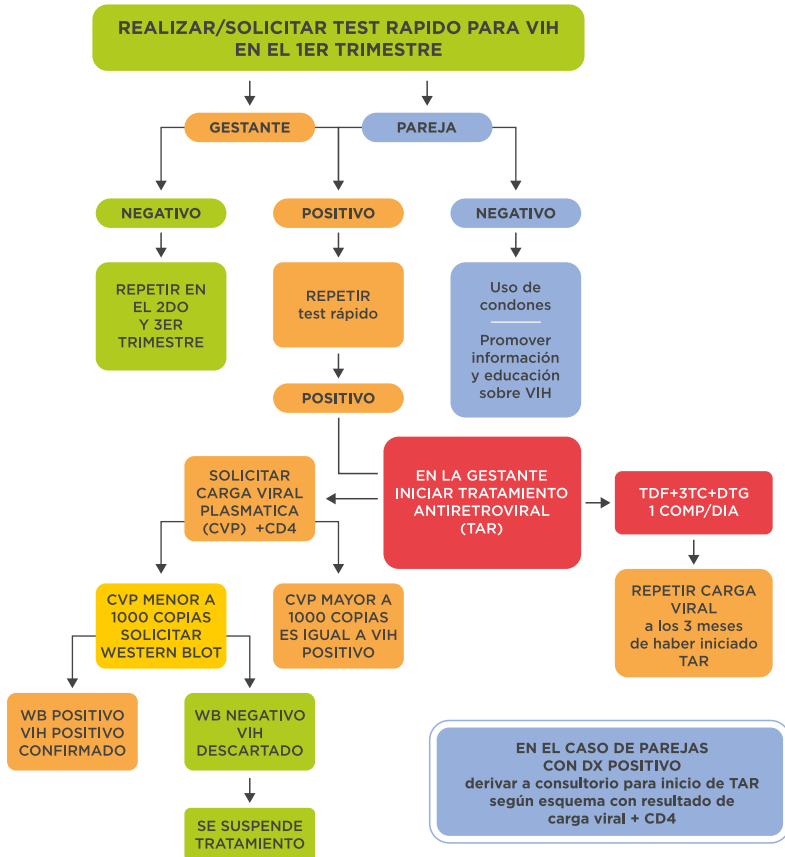 REALIZAR/SOLICITAR TEST RAPIDO PARA VIH
EN EL 1ER TRIMESTRE
GESTANTE
PAREJA
NEGATIVO
POSITIVO
NEGATIVO
REPETIR EN
EL 2DO
Y 3ER
TRIMESTRE
REPETIR
test rápido
Uso de
condones
Promover
información
y educación
sobre VIH
POSITIVO
SOLICITAR
CARGA VIRAL
PLASMATICA
(CVP) +CD4
EN LA GESTANTE
INICIAR TRATAMIENTO
ANTIRETROVIRAL
(TAR)
TDF+3TC+DTG
1 COMP/DIA
CVP MENOR A
1000 COPIAS
SOLICITAR
WESTERN BLOT
CVP MAYOR A
1000 COPIAS
ES IGUAL A VIH
POSITIVO
REPETIR CARGA
VIRAL
a los 3 meses
de haber iniciado
TAR
WB POSITIVO
VIH POSITIVO
CONFIRMADO
WB NEGATIVO
VIH
DESCARTADO
EN EL CASO DE PAREJAS
CON DX POSITIVO
derivar a consultorio para inicio de TAR
según esquema con resultado de
carga viral + CD4
SE SUSPENDE
TRATAMIENTO